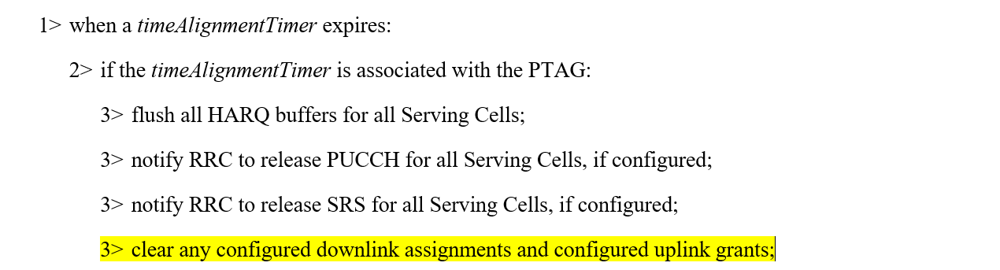 1> when a timeAlignmentTimer expires:
2> if the timeAlignmentTimer is associated with the PTAG:
3> flush all HARQ buffers for all Serving Cells;
3> notify RRC to release PUCCH for all Serving Cells, if configured;
3> notify RRC to release SRS for all Serving Cells, if configured;
3> clear any configured downlink assignments and configured uplink grants;